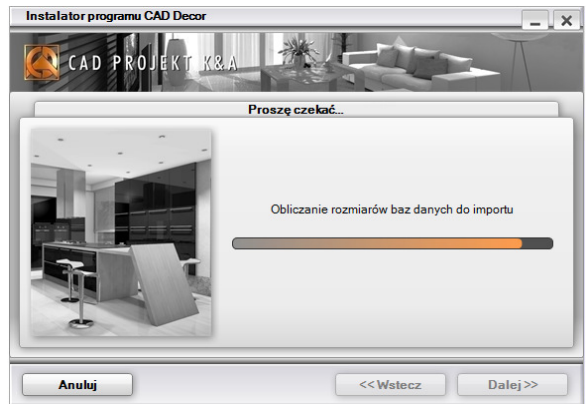 Instalator programu CAD Decor
CAD PROJEKT K&A
Proszę czekać...
Obliczanie rozmiarów baz danych do importu
Anuluj
<< Wstecz
Dalej >>